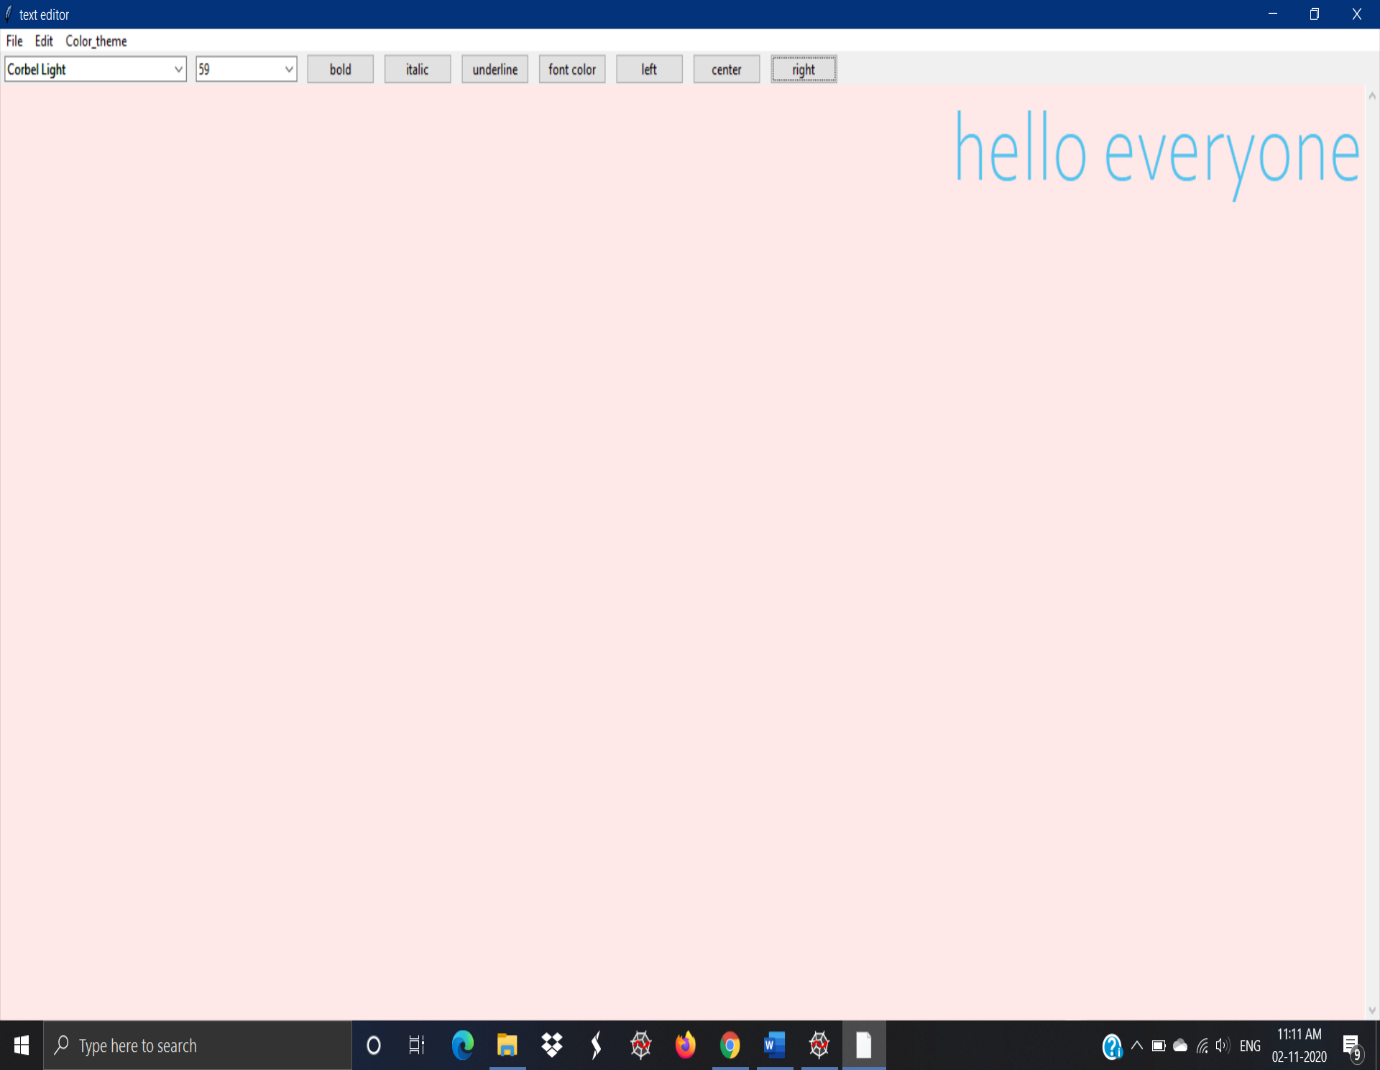 text editor
File Edit Color_theme
Corbel Light 59 bold italic underline font color left center right
hello everyone
Type here to search
ENG
11:11 AM
02-11-2020
9